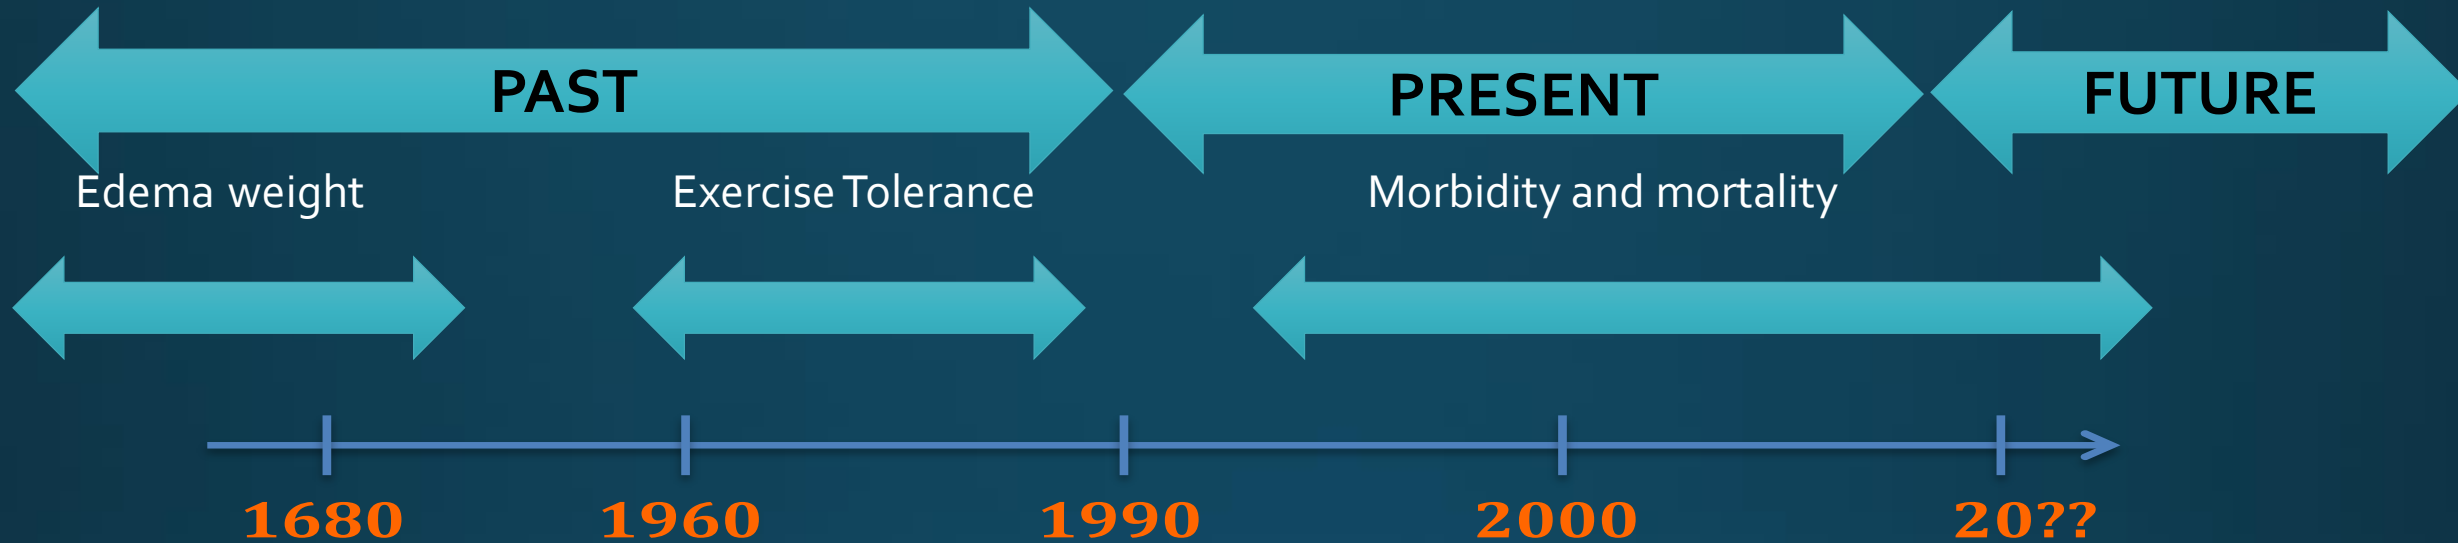 PAST PRESENT FUTURE
Edema weight Exercise Tolerance Morbidity and mortality
1680 1960 1990 2000 20??